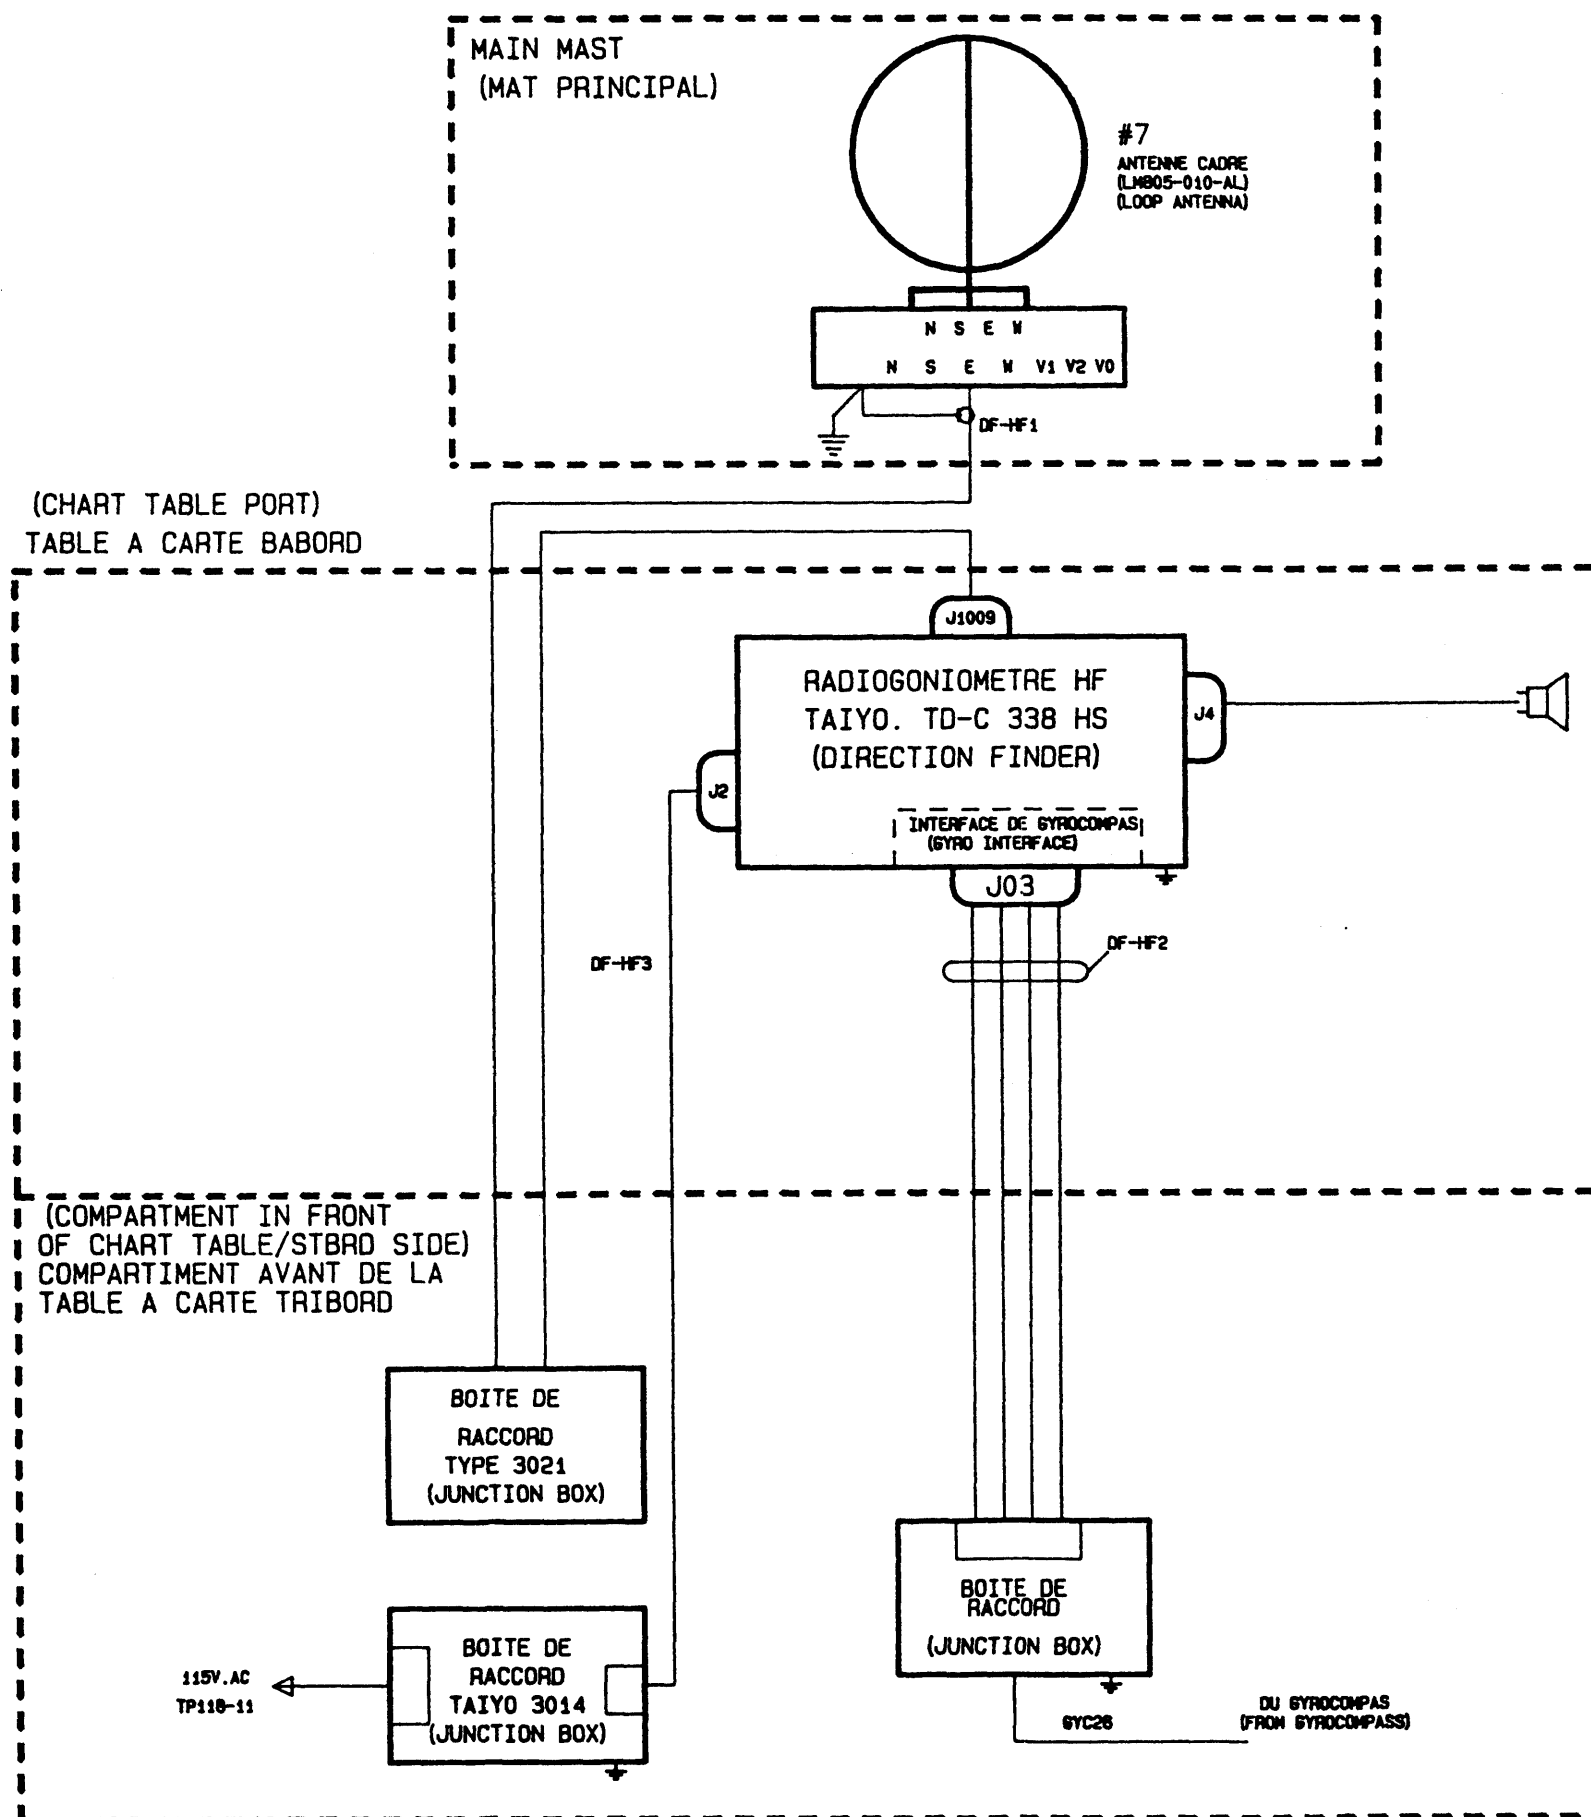 MAIN MAST
(MAT PRINCIPAL)
#7
ANTENNE CADRE
(LM805-010-AL)
(LOOP ANTENNA)
N S E W
N S E W V1 V2 V0
DF-HF1
(CHART TABLE PORT)
TABLE A CARTE BABORD
J1009
RADIOGONIOMETRE HF
TAIYO. TD-C 338 HS
(DIRECTION FINDER)
J4
J2
INTERFACE DE GYROCOMPAS
(GYRO INTERFACE)
J03
DF-HF2
DF-HF3
(COMPARTMENT IN FRONT
OF CHART TABLE/STBRD SIDE)
COMPARTIMENT AVANT DE LA
TABLE A CARTE TRIBORD
BOITE DE
RACCORD
TYPE 3021
(JUNCTION BOX)
BOITE DE
RACCORD
(JUNCTION BOX)
BOITE DE
RACCORD
TAIYO 3014
(JUNCTION BOX)
115V.AC
TP118-11
GYC26
DU GYROCOMPAS
(FROM GYROCOMPASS)